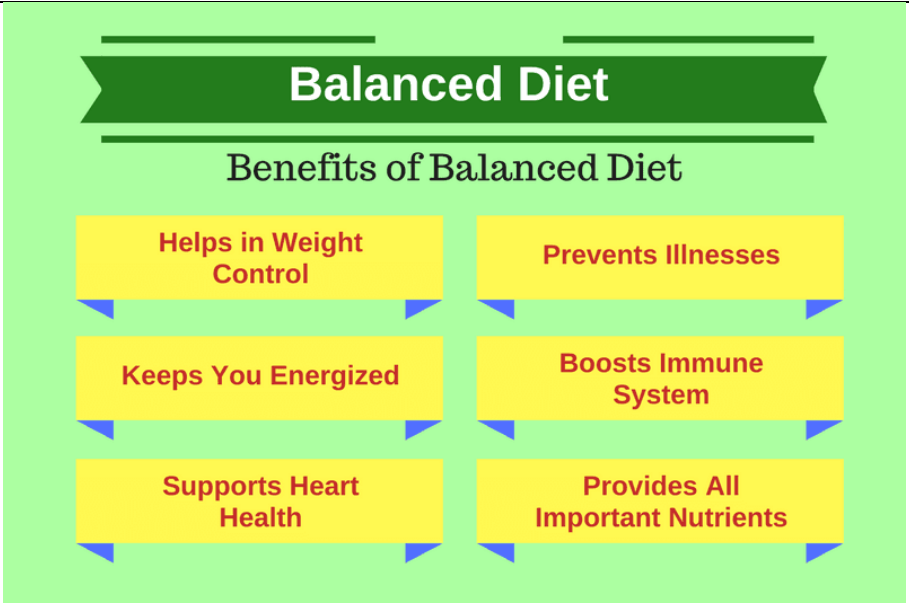 Balanced Diet
Benefits of Balanced Diet
Helps in Weight
Control
Prevents Illnesses
Keeps You Energized
Boosts Immune
System
Supports Heart
Health
Provides All
Important Nutrients